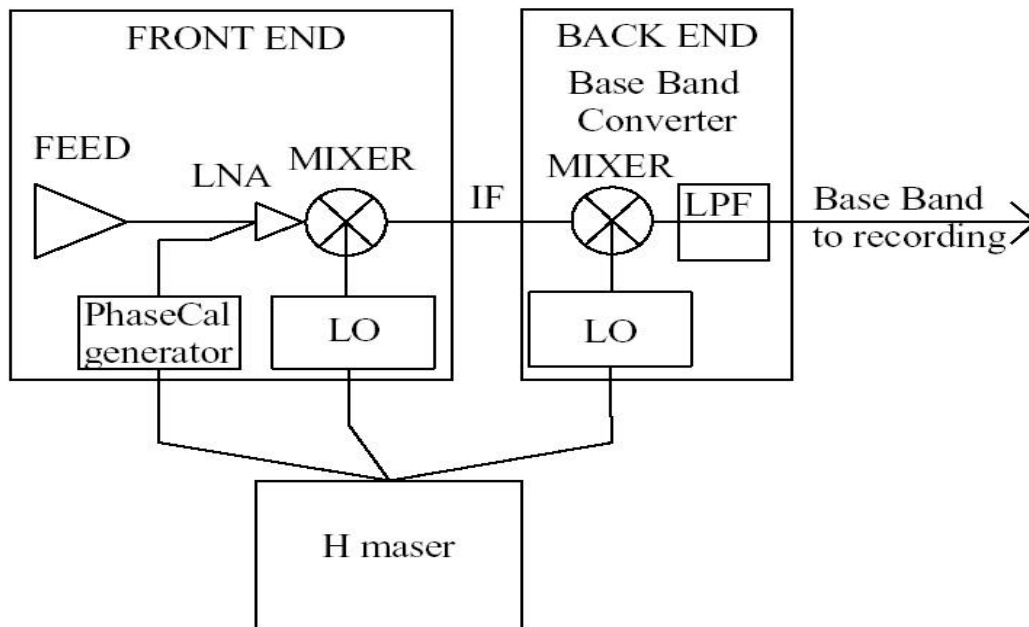 FRONT END
FEED
LNA
MIXER
PhaseCal
generator
LO
IF
BACK END
Base Band
Converter
MIXER
LPF
LO
Base Band
to recording
H maser